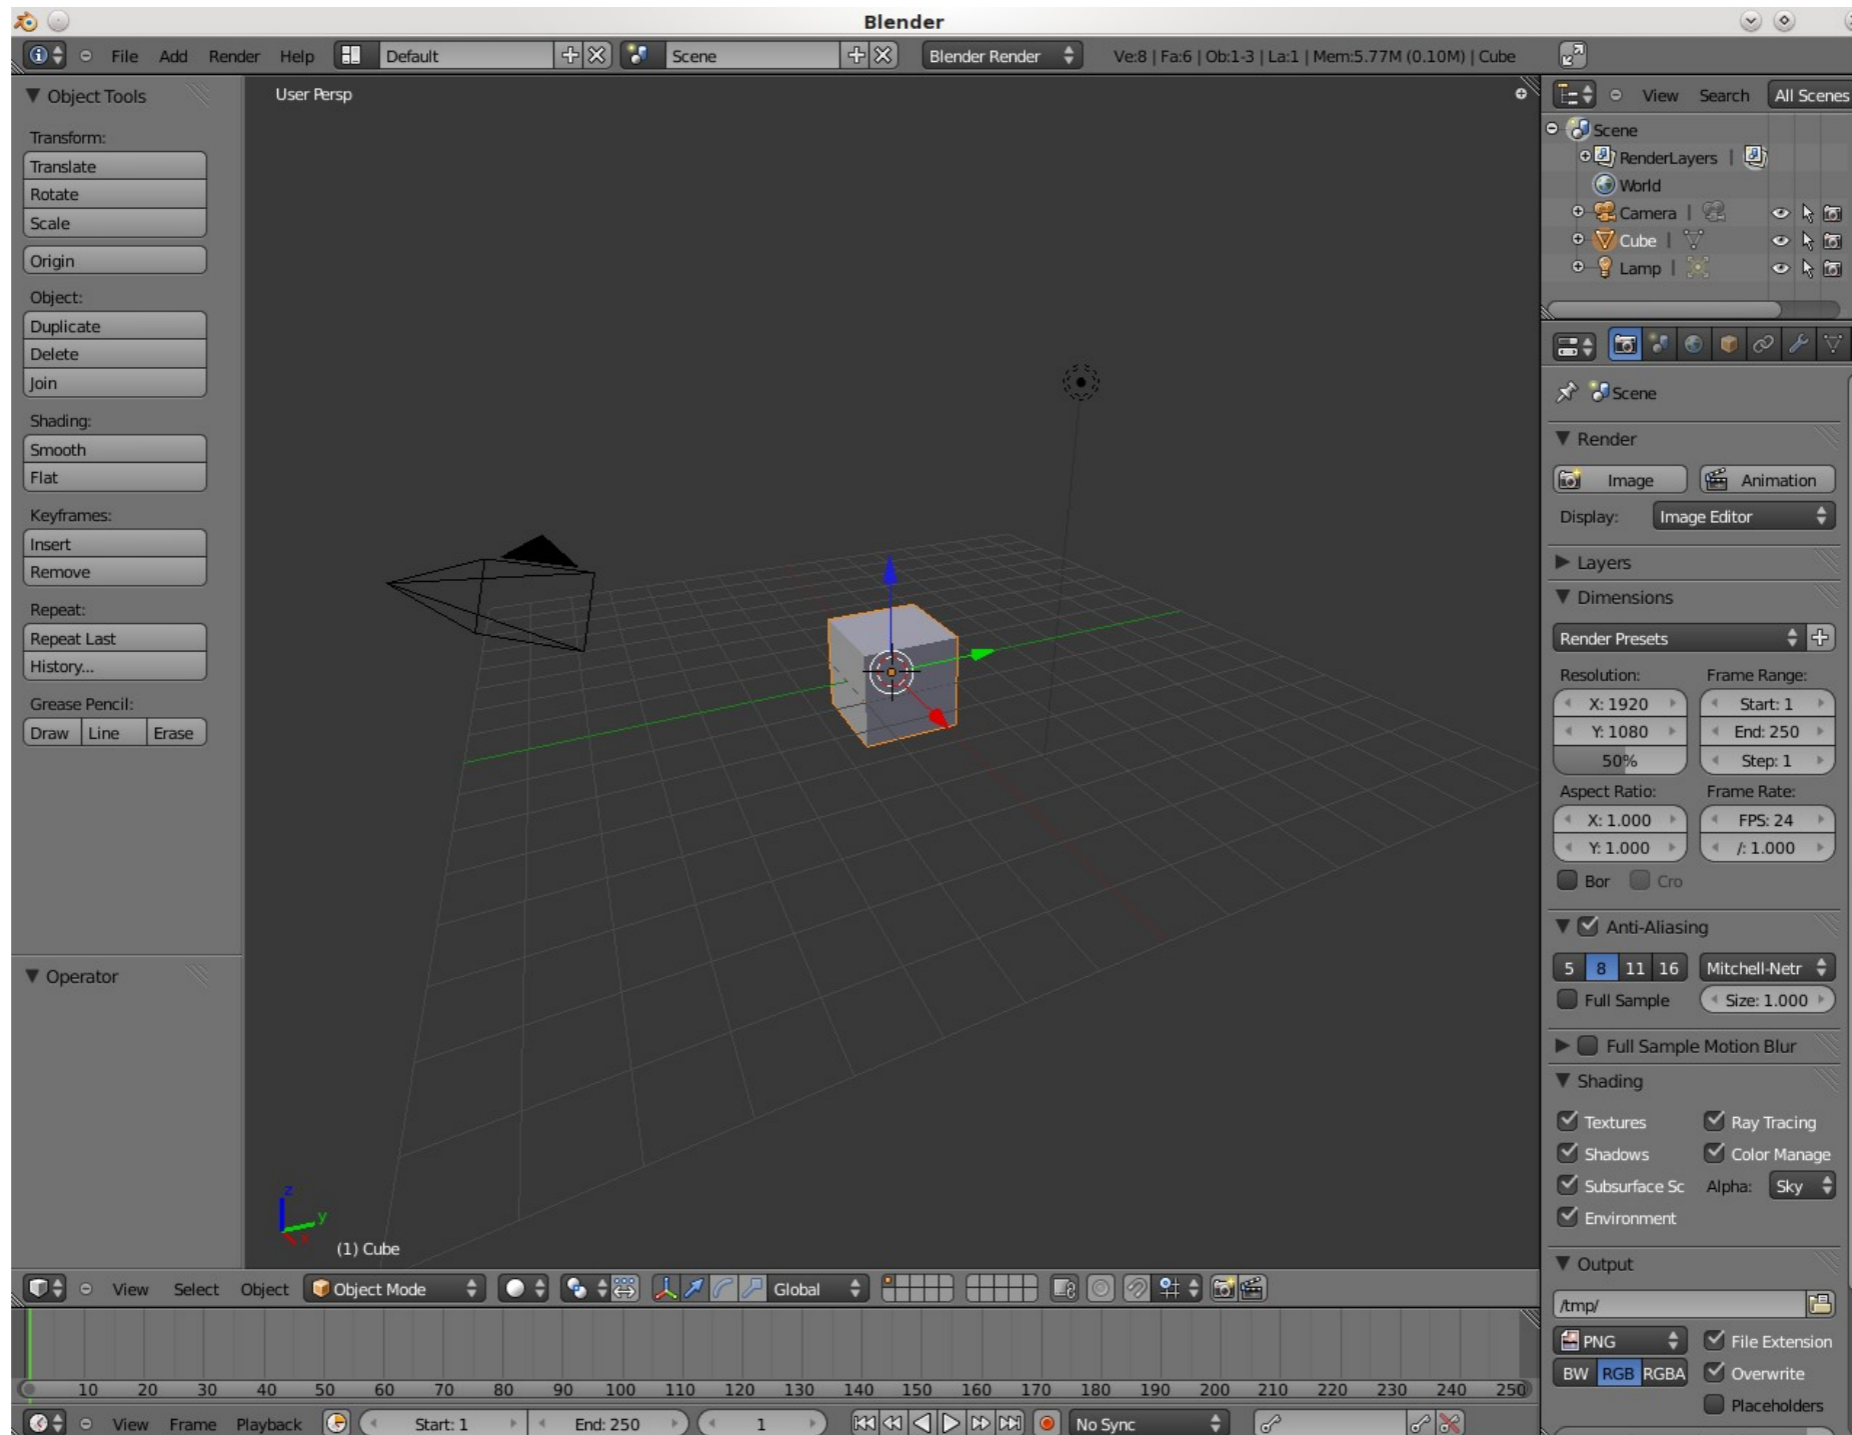 Blender
File Add Render Help Default Scene Blender Render Ve:8 | Fa:6 | Ob:1-3 | La:1 | Mem:5.77M (0.10M) | Cube
Object Tools
Transform:
Translate
Rotate
Scale
Origin
Object:
Duplicate
Delete
Join
Shading:
Smooth
Flat
Keyframes:
Insert
Remove
Repeat:
Repeat Last
History...
Grease Pencil:
Draw Line Erase
Operator
User Persp
z
y
x
(1) Cube
View Select Object Object Mode Global
10 20 30 40 50 60 70 80 90 100 110 120 130 140 150 160 170 180 190 200 210 220 230 240 250
View Frame Playback Start: 1 End: 250 1 No Sync
View Search All Scenes
Scene
RenderLayers |
World
Camera |
Cube |
Lamp |
Scene
Render
Image Animation
Display: Image Editor
Layers
Dimensions
Render Presets
Resolution: Frame Range:
X: 1920 Start: 1
Y: 1080 End: 250
50% Step: 1
Aspect Ratio: Frame Rate:
X: 1.000 FPS: 24
Y: 1.000 /: 1.000
Bor Cro
Anti-Aliasing
5 8 11 16 Mitchell-Netr
Full Sample Size: 1.000
Full Sample Motion Blur
Shading
Textures Ray Tracing
Shadows Color Manage
Subsurface Sc Alpha: Sky
Environment
Output
/tmp/
PNG File Extension
BW RGB RGBA Overwrite
Placeholders